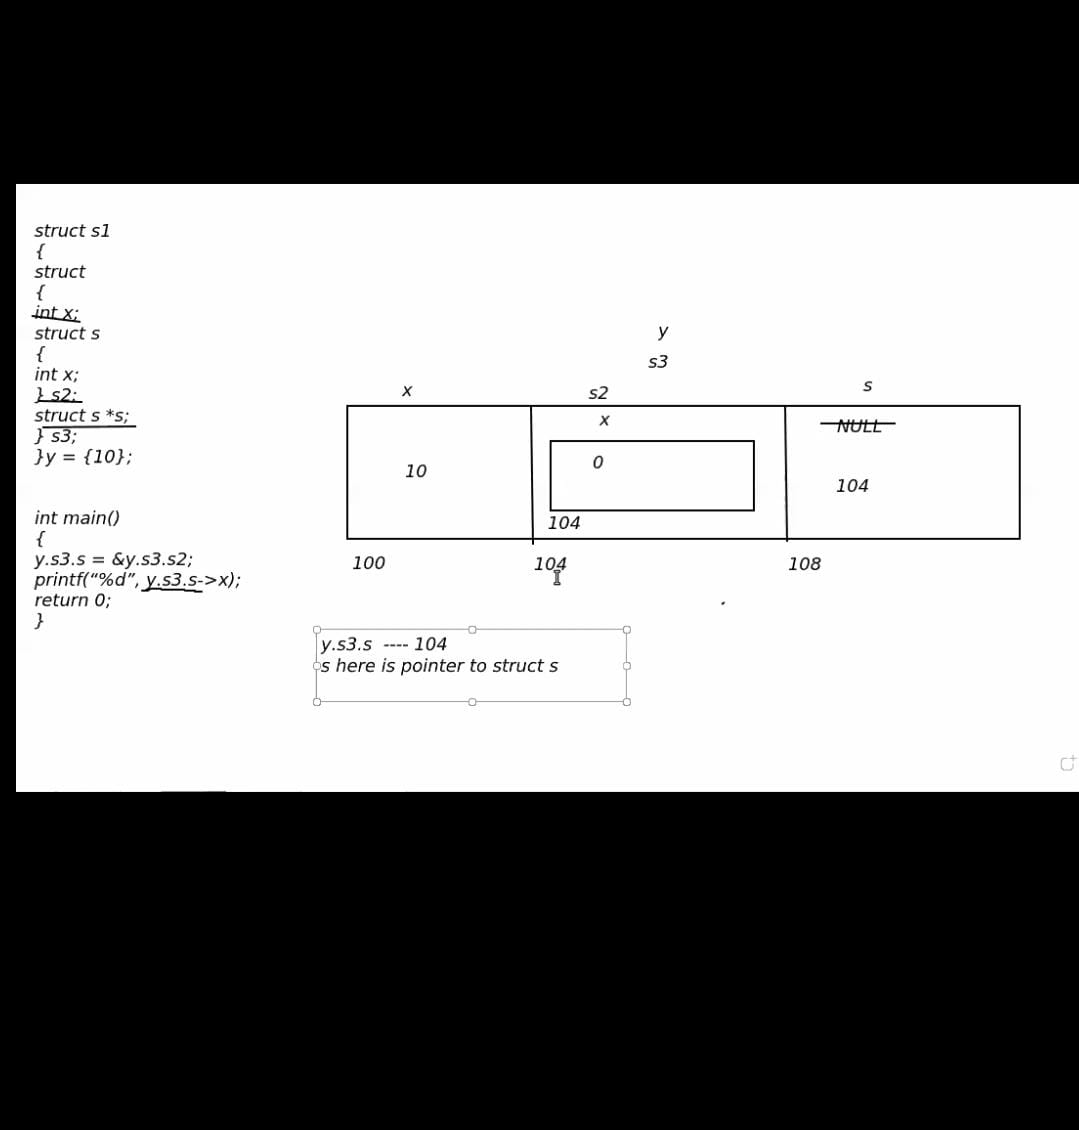 struct s1
{
struct
{
int x;
struct s
{
int x;
} s2;
struct s *s;
} s3;
}y = {10};
int main()
{
y.s3.s = &y.s3.s2;
printf(“%d”, y.s3.s->x);
return 0;
}
y
s3
x s2 s
x NULL
10 0 104
104
100 104 108
y.s3.s ---- 104
s here is pointer to struct s